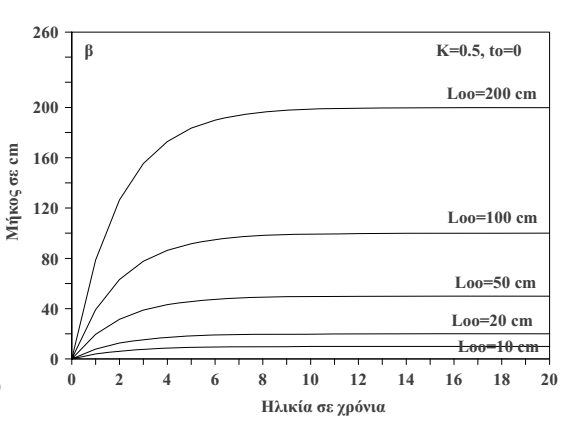 260
β
K=0.5, to=0
Loo=200 cm
200
160
Μήκος σε cm
120
Loo=100 cm
80
Loo=50 cm
40
Loo=20 cm
Loo=10 cm
0
0 2 4 6 8 10 12 14 16 18 20
Ηλικία σε χρόνια